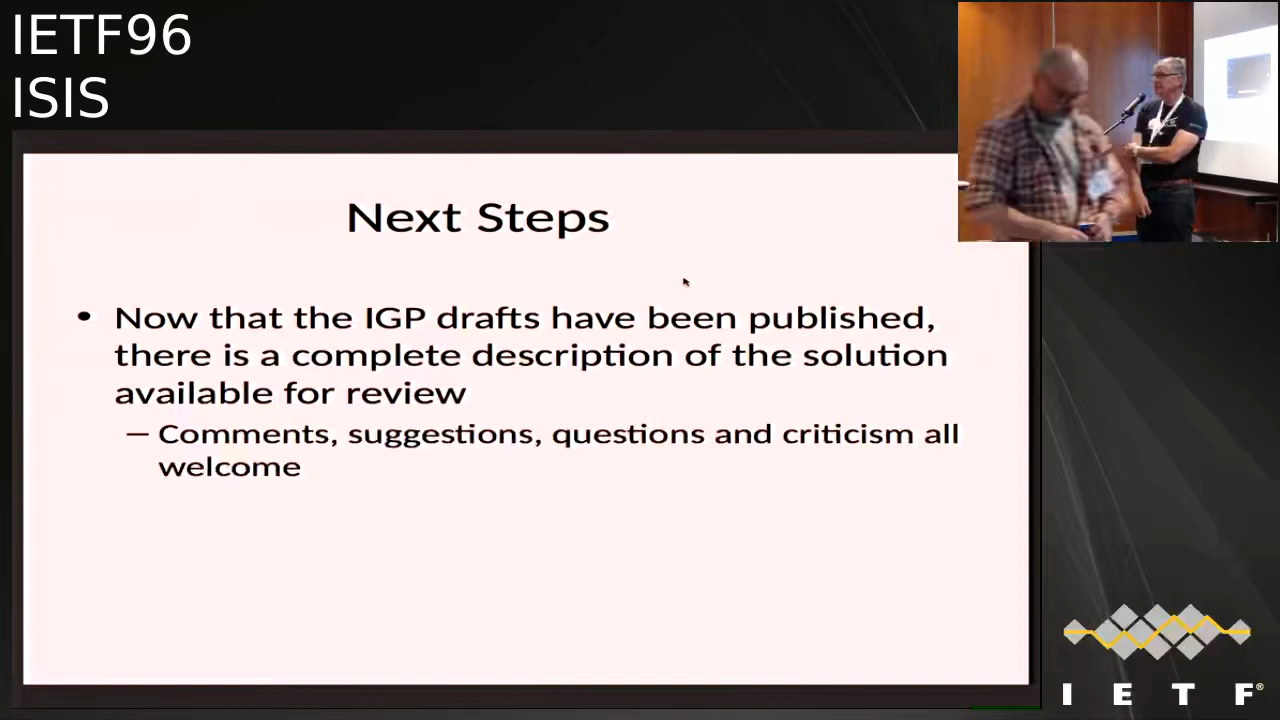 IETF96
ISIS
Next Steps
• Now that the IGP drafts have been published,
there is a complete description of the solution
available for review
– Comments, suggestions, questions and criticism all
welcome
I E T F®